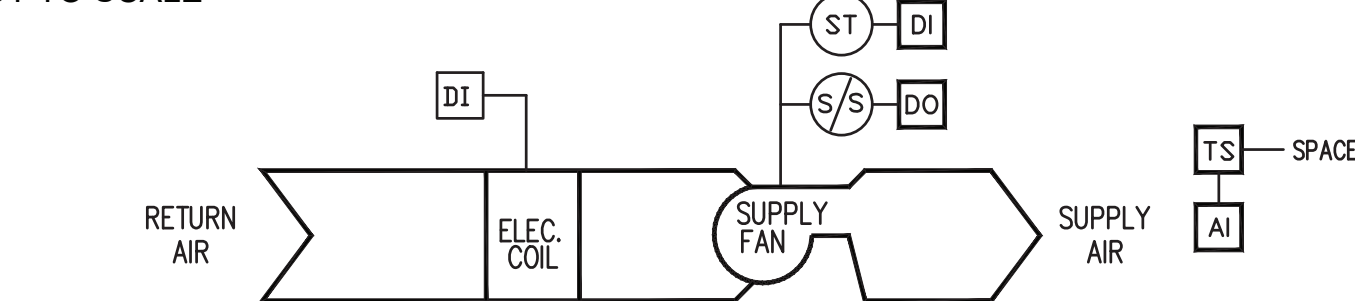 ST
DI
DI
S/S
DO
TS
SPACE
RETURN
AIR
ELEC.
COIL
SUPPLY
FAN
SUPPLY
AIR
AI